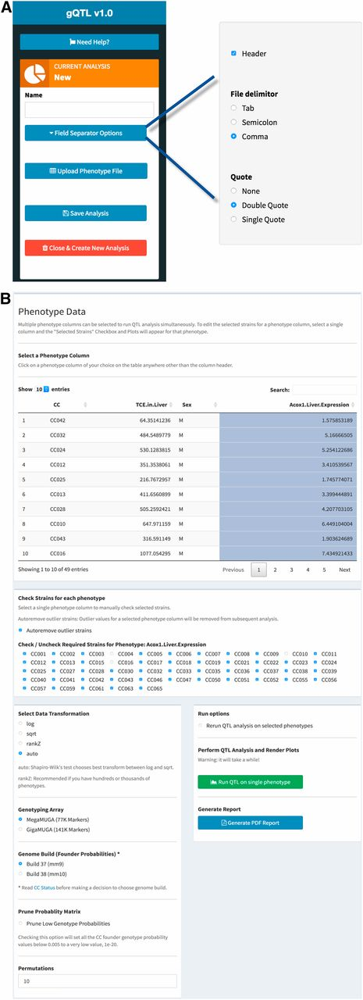 A
gQTL v1.0
Need Help?
CURRENT ANALYSIS
New
Name
Field Separator Options
Upload Phenotype File
Save Analysis
Close & Create New Analysis
Header
File delimitor
Tab
Semicolon
Comma
Quote
None
Double Quote
Single Quote
B
Phenotype Data
Multiple phenotype columns can be selected to run QTL analysis simultaneously. To edit the selected strains for a phenotype column, select a single
column and the "Selected Strains" Checkbox and Plots will appear for that phenotype.
Select a Phenotype Column
Click on a phenotype column of your choice on the table anywhere other than the column header.
Show 10 entries Search:
CC TCE.in.Liver Sex Acox1.Liver.Expression
1 CC042 64.35141236 M 1.575853189
2 CC032 484.5489779 M 5.16666505
3 CC024 530.1283815 M 5.254122686
4 CC012 351.3538061 M 3.410539567
5 CC025 216.7672957 M 1.745774071
6 CC013 411.6560899 M 3.399444891
7 CC028 505.2592421 M 4.207703105
8 CC010 647.971159 M 6.449104004
9 CC043 316.591149 M 1.903624689
10 CC016 1077.054295 M 7.434921433
Showing 1 to 10 of 49 entries Previous 1 2 3 4 5 Next
Check Strains for each phenotype
Select a single phenotype column to manually check selected strains.
Autoremove outlier strains: Outlier values for a selected phenotype column will be removed from subsequent analysis.
Autoremove outlier strains
Check / Uncheck Required Strains for Phenotype: Acox1.Liver.Expression
CC001 CC002 CC003 CC004 CC005 CC006 CC007 CC008 CC009 CC010 CC011
CC012 CC013 CC015 CC016 CC017 CC018 CC019 CC021 CC022 CC023 CC024
CC025 CC027 CC028 CC030 CC032 CC033 CC035 CC036 CC037 CC038 CC039
CC040 CC041 CC042 CC043 CC046 CC047 CC050 CC051 CC052 CC055 CC056
CC057 CC059 CC061 CC063 CC065
Select Data Transformation
log
sqrt
rankZ
auto
auto: Shapiro-Wilk's test chooses best transform between log and sqrt.
rankZ: Recommended if you have hundreds or thousands of
phenotypes.
Genotyping Array
MegaMUGA (77K Markers)
GigaMUGA (141K Markers)
Genome Build (Founder Probabilities) *
Build 37 (mm9)
Build 38 (mm10)
* Read CC Status before making a decision to choose genome build.
Prune Probablity Matrix
Prune Low Genotype Probabilities
Checking this option will set all the CC founder genotype probability
values below 0.005 to a very low value, 1e-20.
Permutations
10
Run options
Rerun QTL analysis on selected phenotypes
Perform QTL Analysis and Render Plots
Warning: it will take a while!
Run QTL on single phenotype
Generate Report
Generate PDF Report